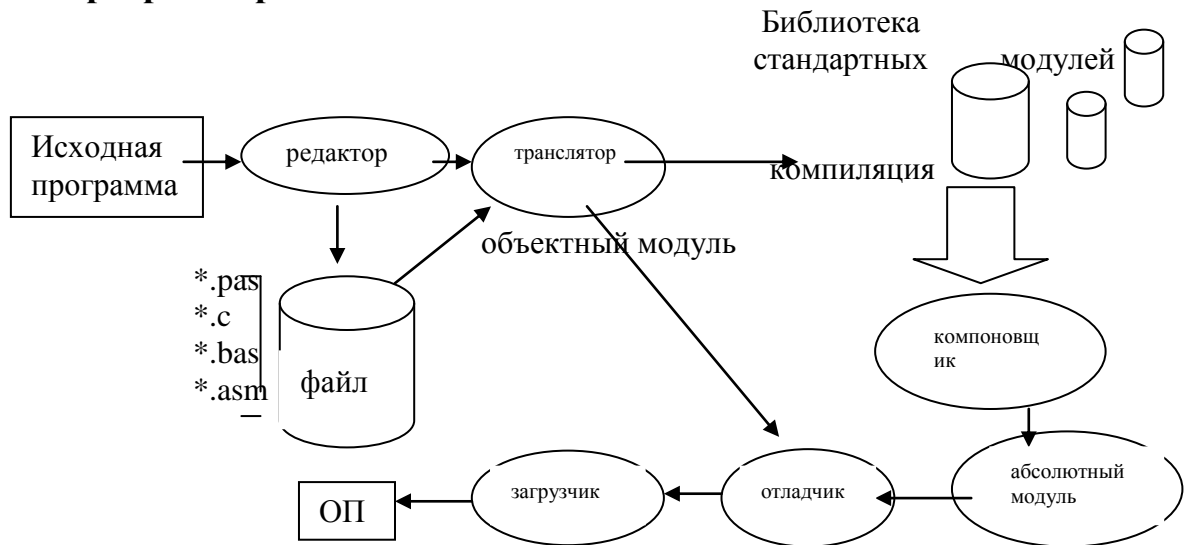 Библиотека
стандартных модулей
Исходная
программа
редактор
транслятор
компиляция
объектный модуль
*.pas
*.c
*.bas
*.asm
файл
компоновщ
ик
абсолютный
модуль
отладчик
загрузчик
ОП